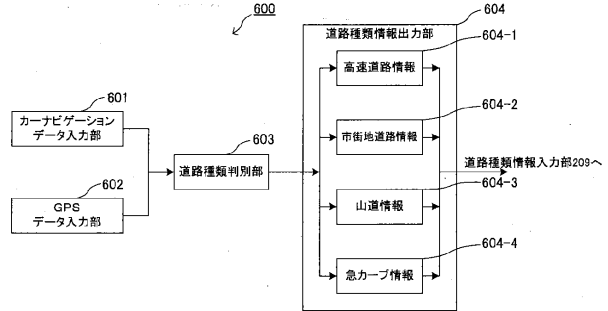 600
604
道路種類情報出力部
604-1
高速道路情報
601
カーナビゲーション
データ入力部
604-2
市街地道路情報
603
道路種類判別部
道路種類情報入力部209へ
602
GPS
データ入力部
604-3
山道情報
604-4
急カーブ情報